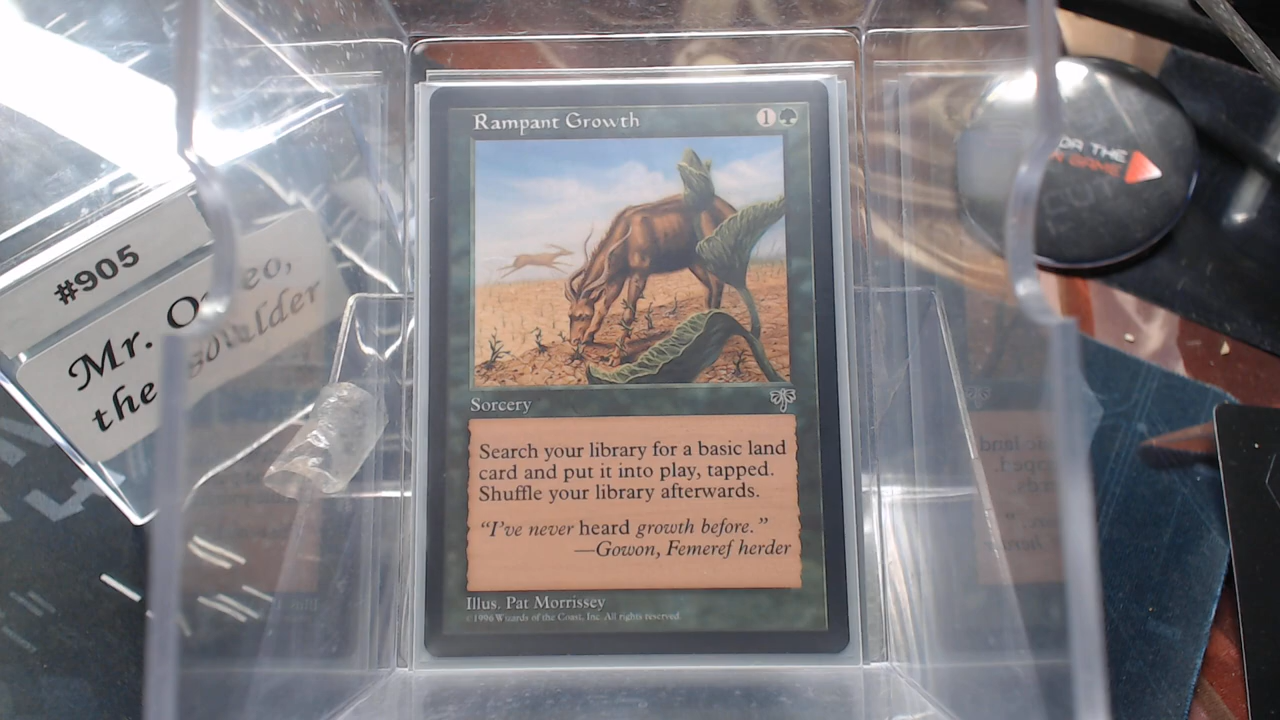 Rampant Growth 1
Sorcery
Search your library for a basic land
card and put it into play, tapped.
Shuffle your library afterwards.
"I've never heard growth before."
—Gowon, Femeref herder
Illus. Pat Morrissey
©1996 Wizards of the Coast, Inc. All rights reserved.
#905
Mr.
the
THE